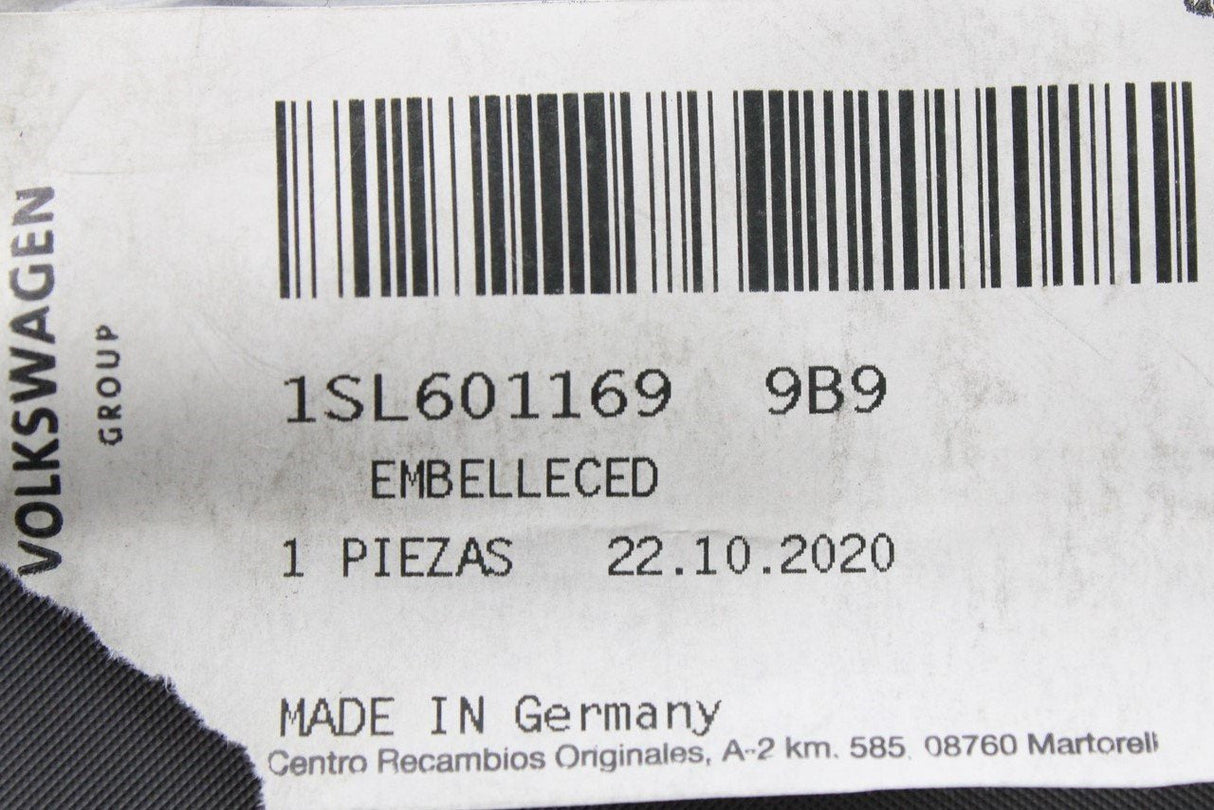 VOLKSWAGEN
GROUP
1SL601169 9B9
EMBELLECED
1 PIEZAS 22.10.2020
MADE IN Germany
Centro Recambios Originales, A-2 km. 585, 08760 Martorell